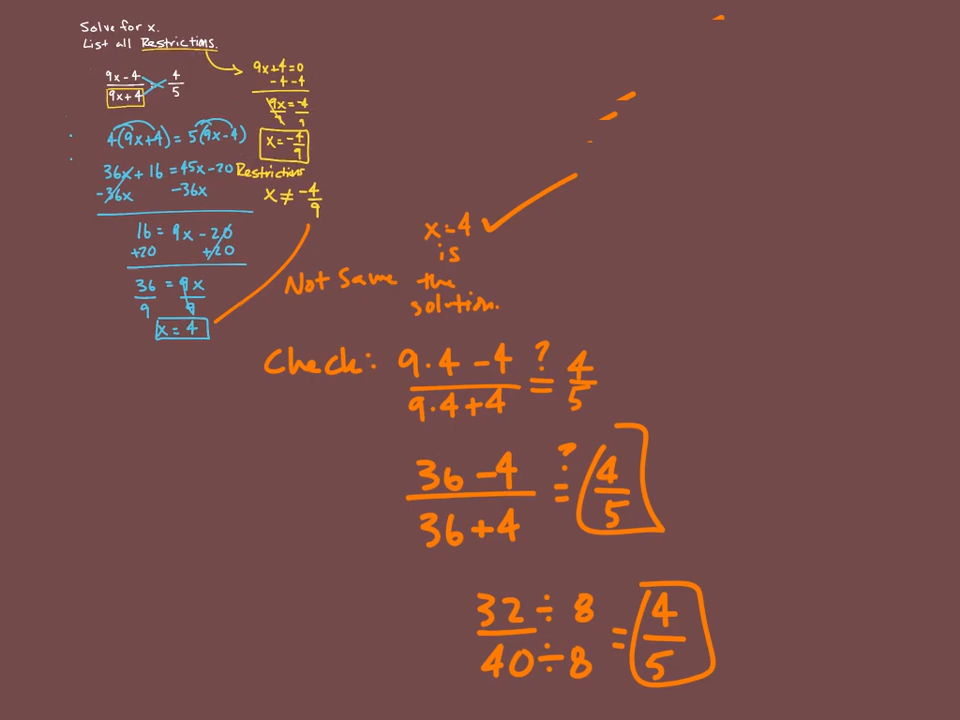 Solve for x.
List all Restrictions.
9x-4 / 9x+4 = 4/5
4(9x+4) = 5(9x-4)
36x + 16 = 45x-20
-36x -36x
16 = 9x - 20
+20 +20
36/9 = 9x/9
x = 4
9x+4=0
-4 -4
9x/9 = -4/9
x = -4/9
Restrictions
x ≠ -4/9
Not Same
x=4 ✓
is
the
solution.
Check: 9·4 - 4 / 9·4+4 ≟ 4/5
36 - 4 / 36+4 ≟ 4/5
32 ÷ 8 / 40 ÷ 8 = 4/5